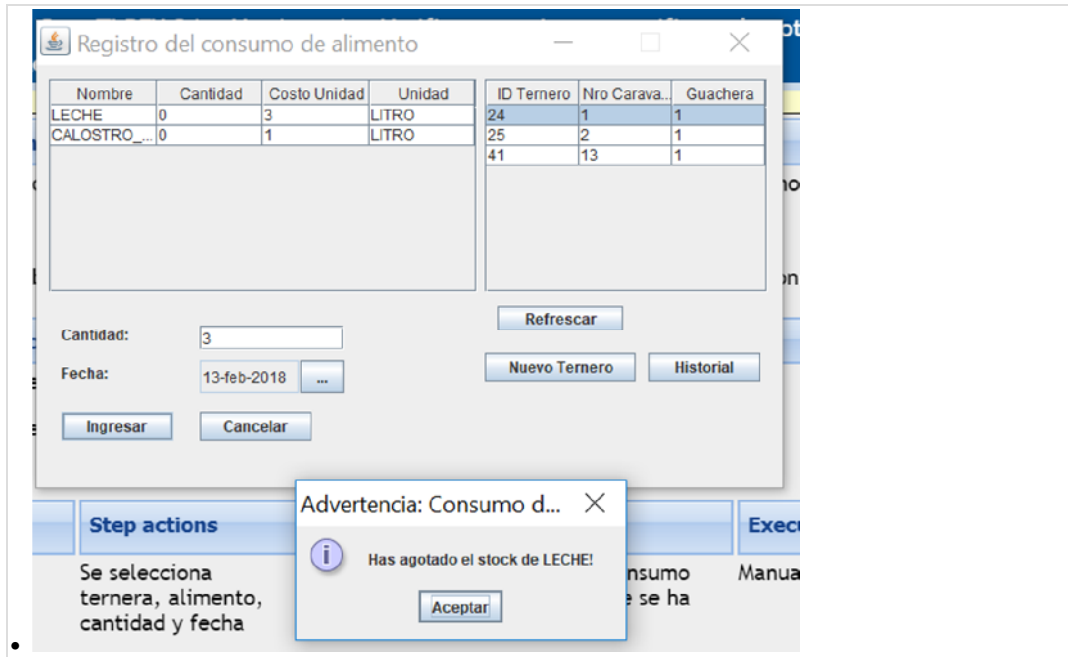 Registro del consumo de alimento
Nombre Cantidad Costo Unidad Unidad
LECHE 0 3 LITRO
CALOSTRO_... 0 1 LITRO
ID Ternero Nro Carava... Guachera
24 1 1
25 2 1
41 13 1
Refrescar
Cantidad: 3
Nuevo Ternero Historial
Fecha: 13-feb-2018 ...
Ingresar Cancelar
Advertencia: Consumo d...
Has agotado el stock de LECHE!
Aceptar
Step actions
Se selecciona
ternera, alimento,
cantidad y fecha
se ha